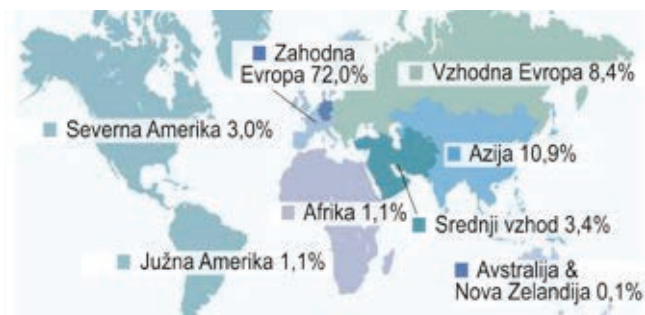 Zahodna
Evropa 72,0%
Vzhodna Evropa 8,4%
Severna Amerika 3,0%
Azija 10,9%
Afrika 1,1%
Srednji vzhod 3,4%
Južna Amerika 1,1%
Avstralija &
Nova Zelandija 0,1%